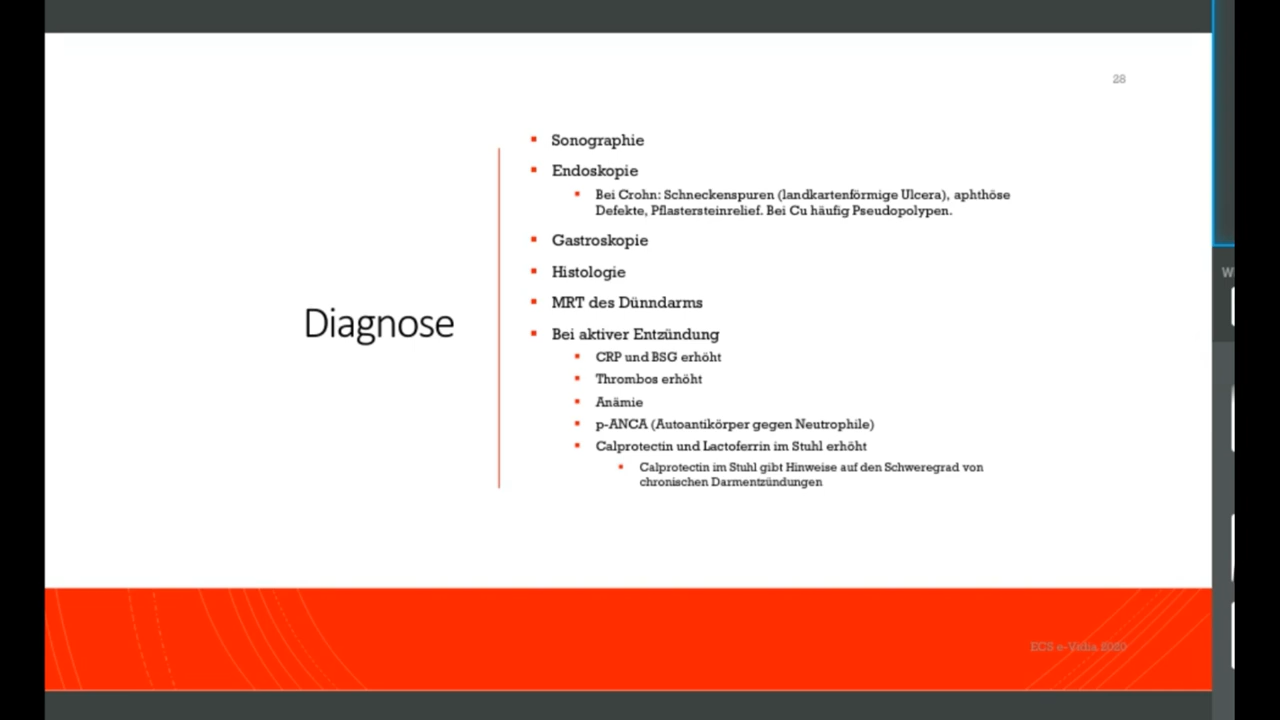 28
Diagnose
Sonographie
Endoskopie
Bei Crohn: Schneckenspuren (landkartenförmige Ulcera), aphthöse
Defekte, Pflastersteinrelief. Bei Cu häufig Pseudopolypen.
Gastroskopie
Histologie
MRT des Dünndarms
Bei aktiver Entzündung
CRP und BSG erhöht
Thrombos erhöht
Anämie
p-ANCA (Autoantikörper gegen Neutrophile)
Calprotectin und Lactoferrin im Stuhl erhöht
Calprotectin im Stuhl gibt Hinweise auf den Schweregrad von
chronischen Darmentzündungen
ECS 2020
W